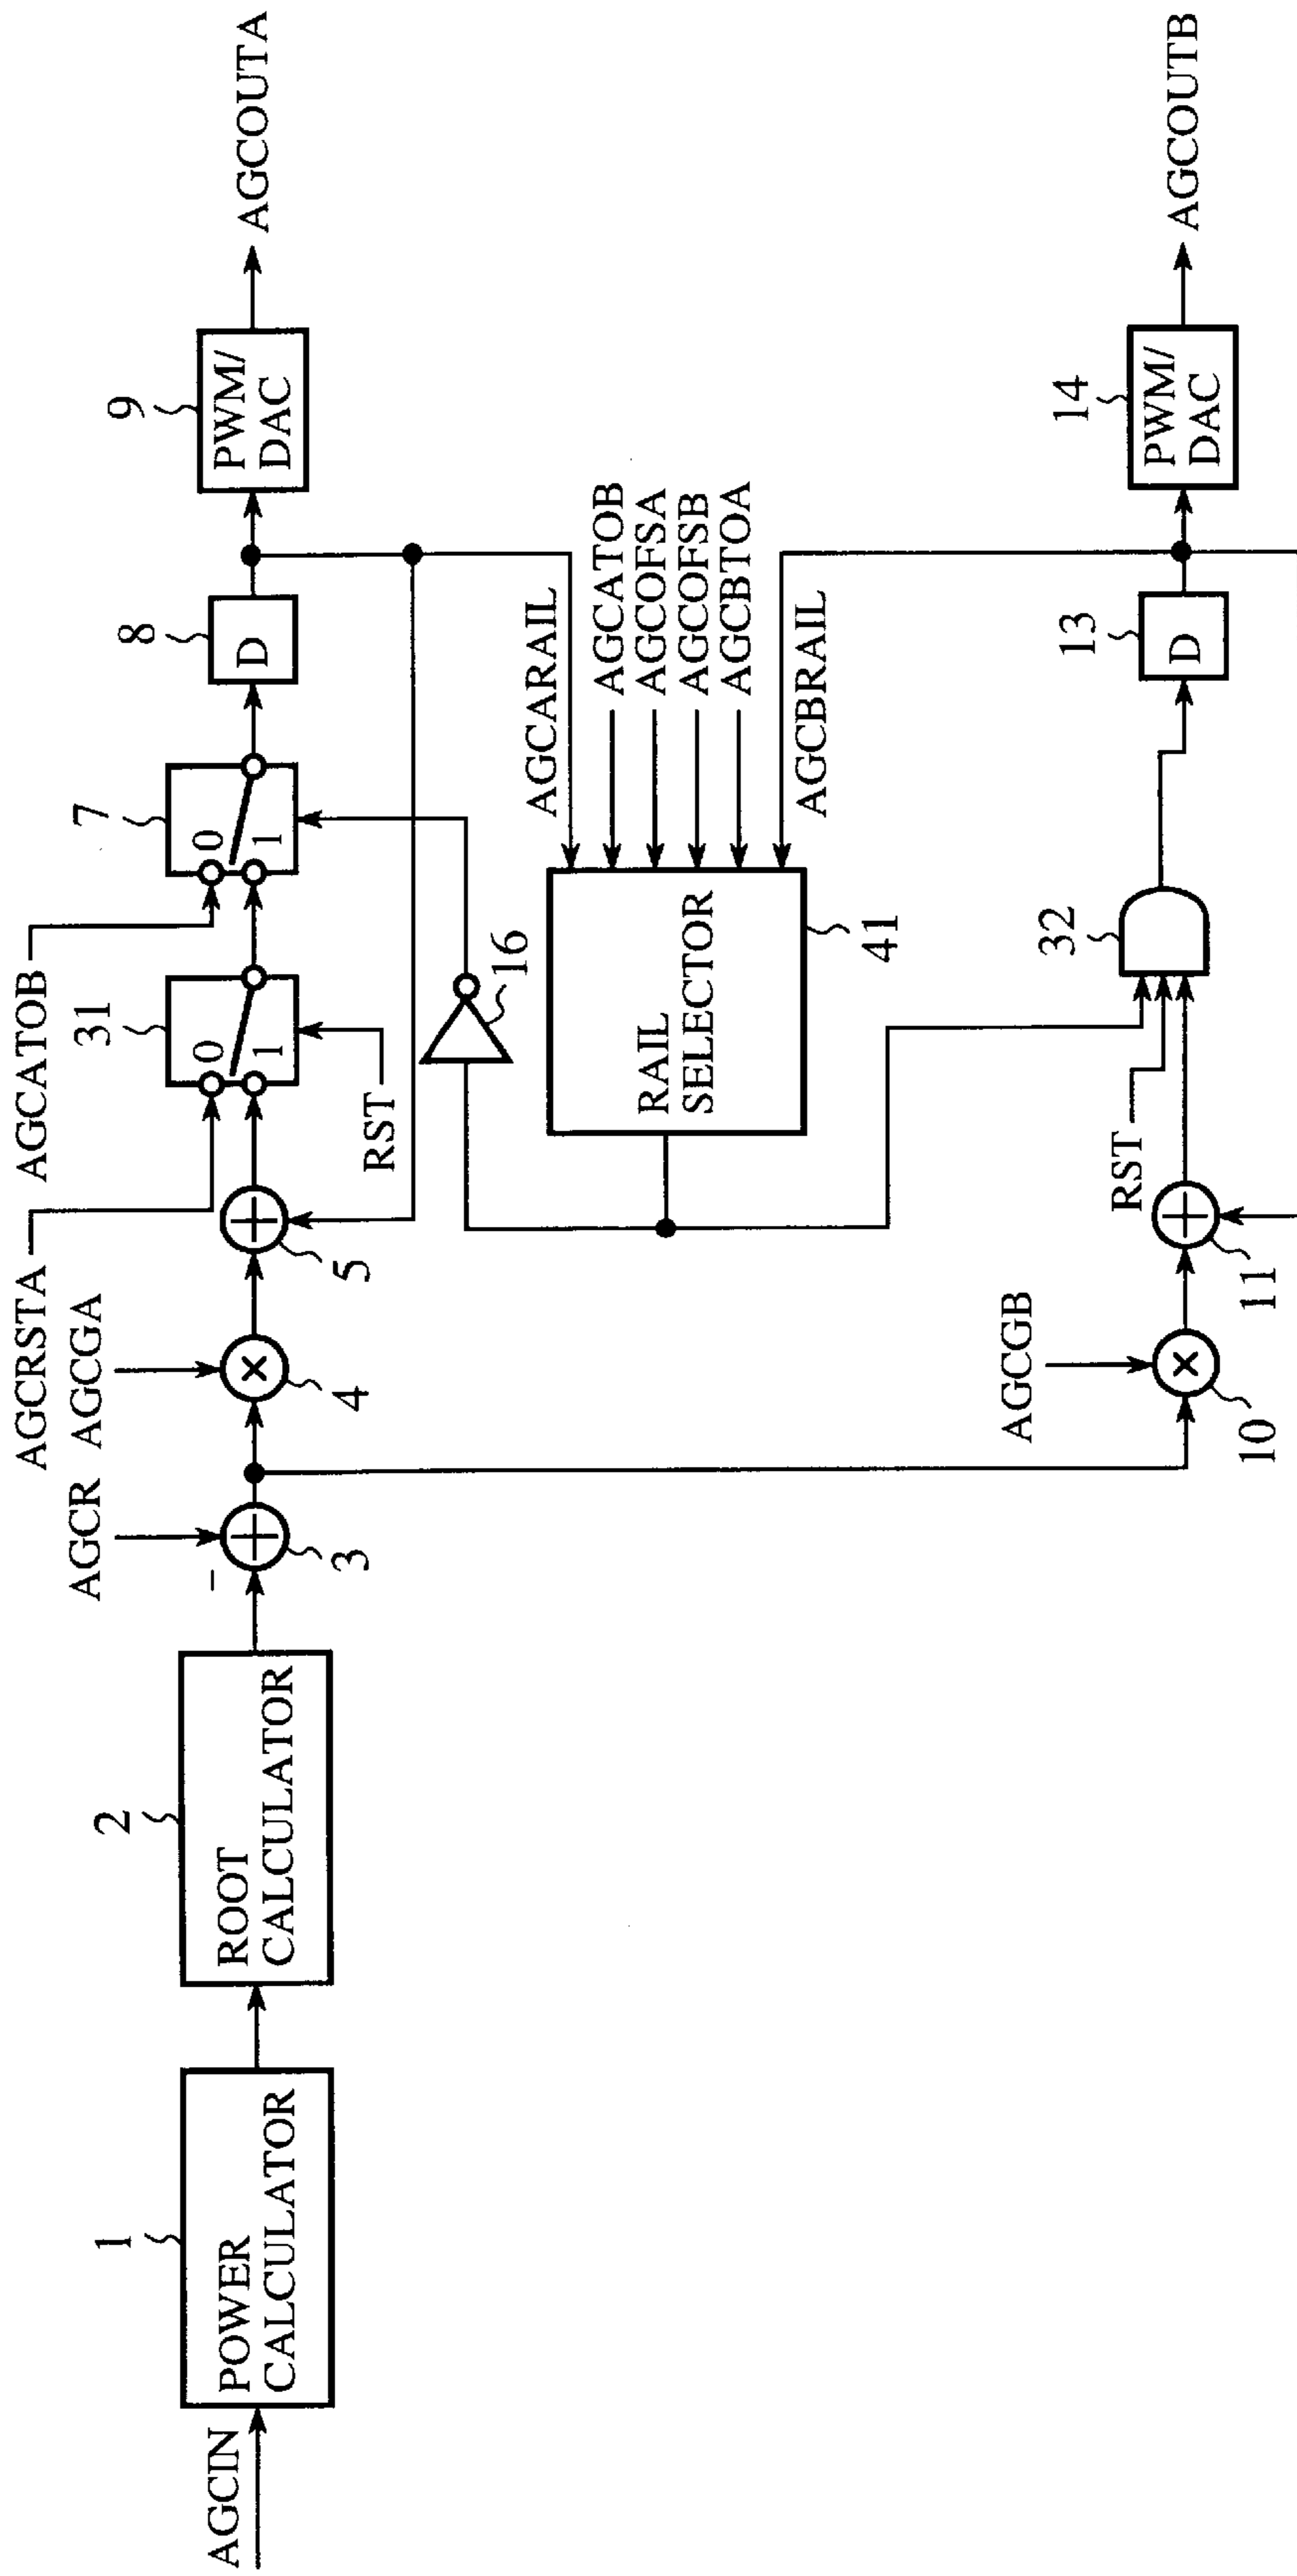 AGCIN
1
POWER
CALCULATOR
2
ROOT
CALCULATOR
AGCR
−
3
AGCGA
×
4
AGCRSTA
+
5
AGCATOB
31
0
1
RST
7
0
1
8
D
9
PWM/
DAC
AGCOUTA
16
RAIL
SELECTOR
41
AGCARAIL
AGCATOB
AGCOFSA
AGCOFSB
AGCBTOA
AGCBRAIL
AGCGB
×
10
+
11
RST
32
13
D
14
PWM/
DAC
AGCOUTB